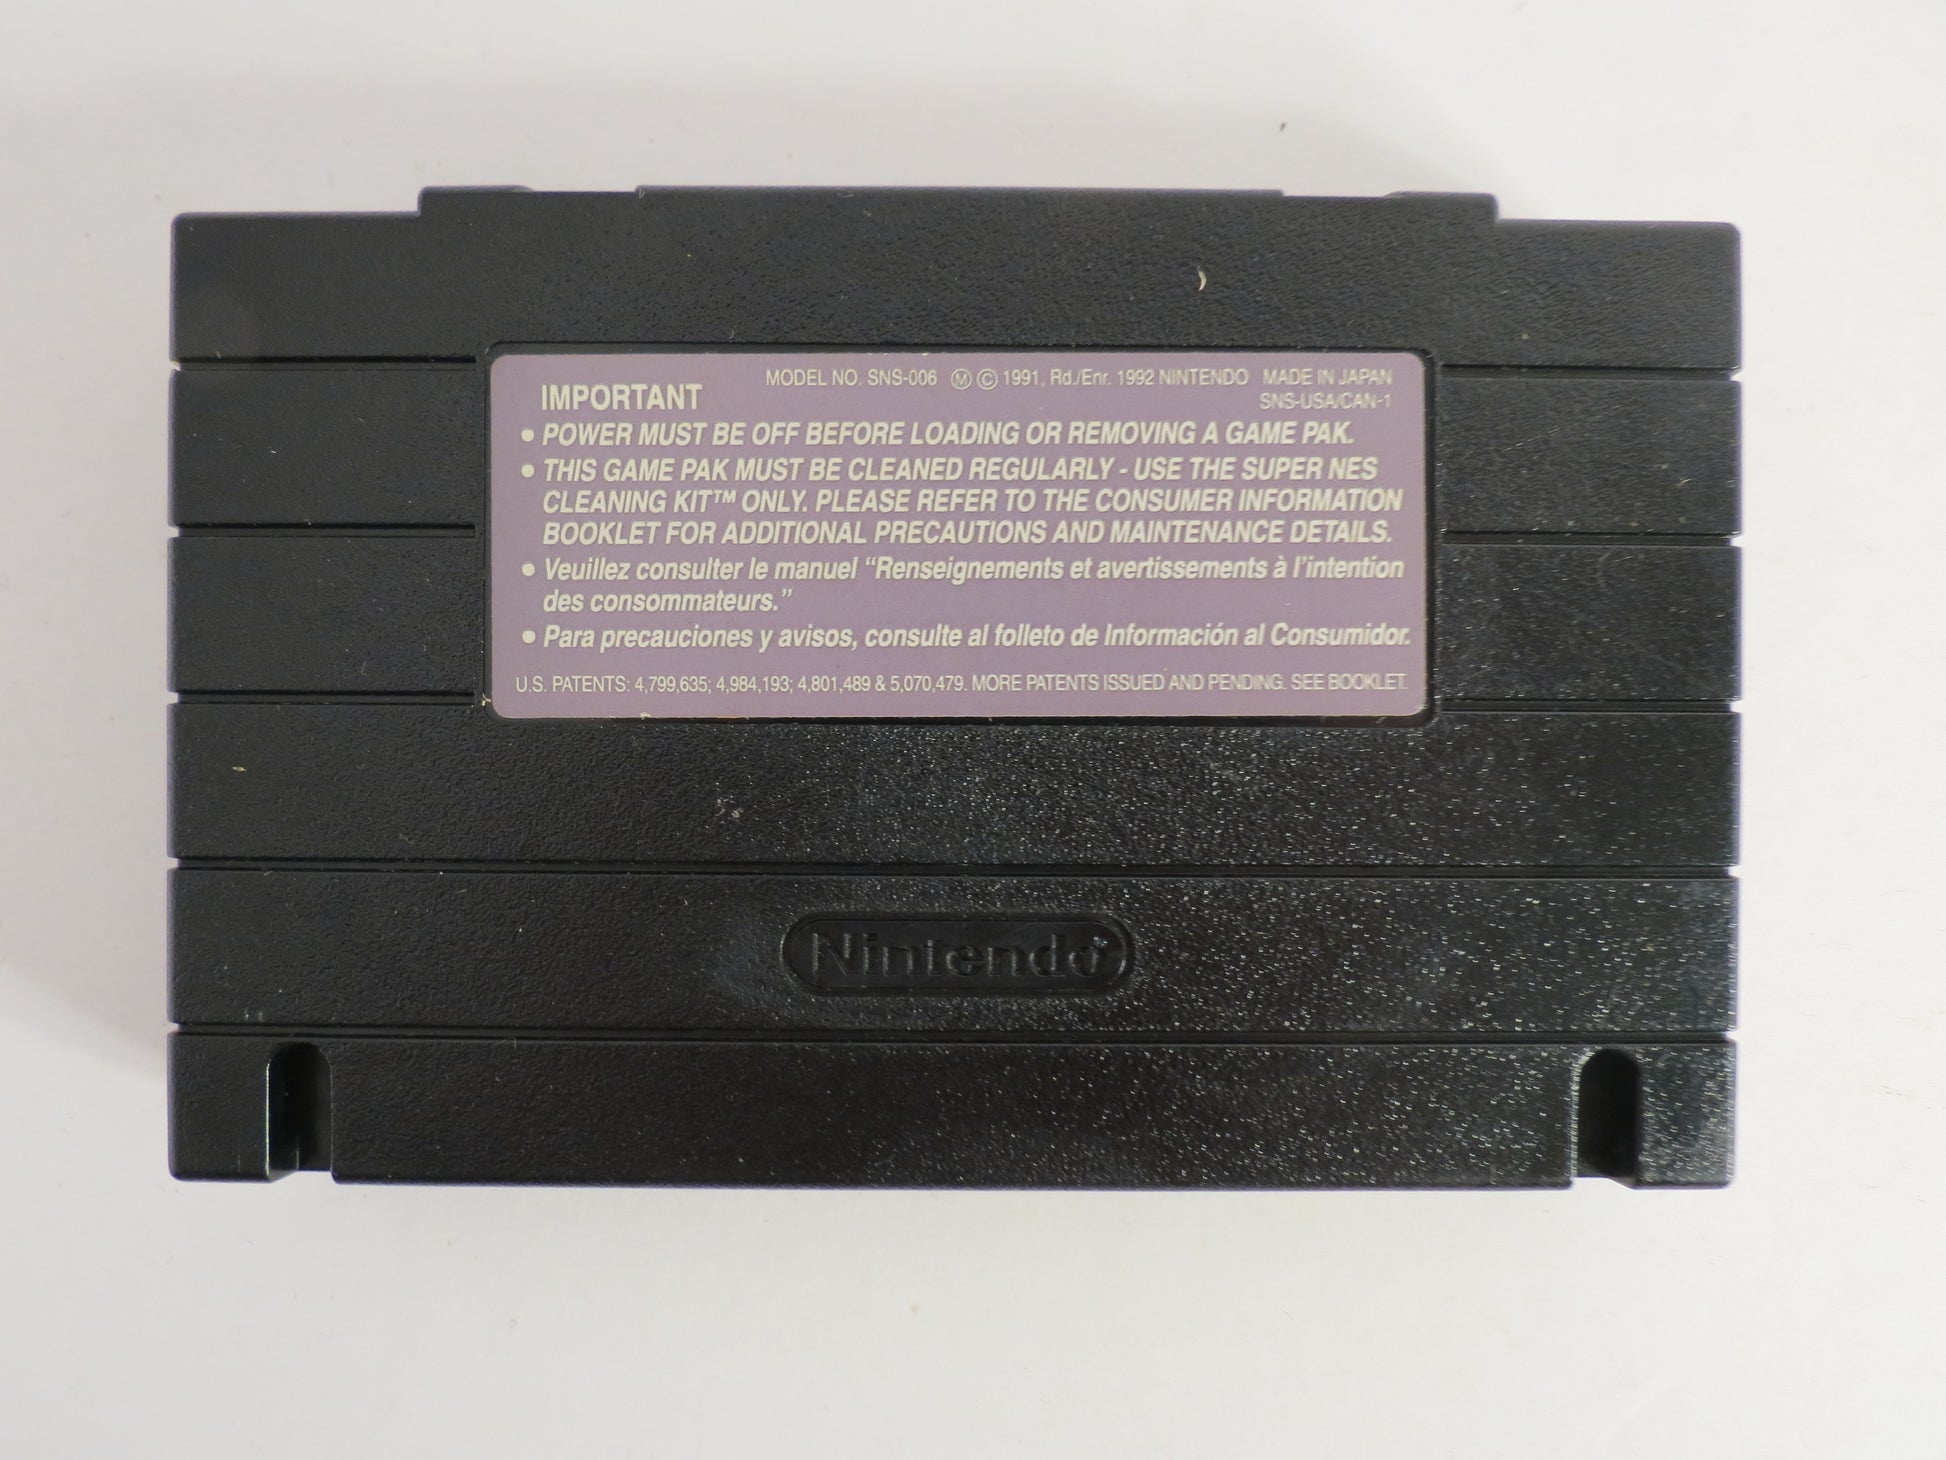 IMPORTANT
MODEL NO. SNS-006 Ⓜ © 1991, Rd./Enr. 1992 NINTENDO MADE IN JAPAN
SNS-USA/CAN-1
• POWER MUST BE OFF BEFORE LOADING OR REMOVING A GAME PAK.
• THIS GAME PAK MUST BE CLEANED REGULARLY - USE THE SUPER NES
CLEANING KIT™ ONLY. PLEASE REFER TO THE CONSUMER INFORMATION
BOOKLET FOR ADDITIONAL PRECAUTIONS AND MAINTENANCE DETAILS.
• Veuillez consulter le manuel “Renseignements et avertissements à l’intention
des consommateurs.”
• Para precauciones y avisos, consulte al folleto de Información al Consumidor.
U.S. PATENTS: 4,799,635; 4,984,193; 4,801,489 & 5,070,479. MORE PATENTS ISSUED AND PENDING. SEE BOOKLET.
Nintendo